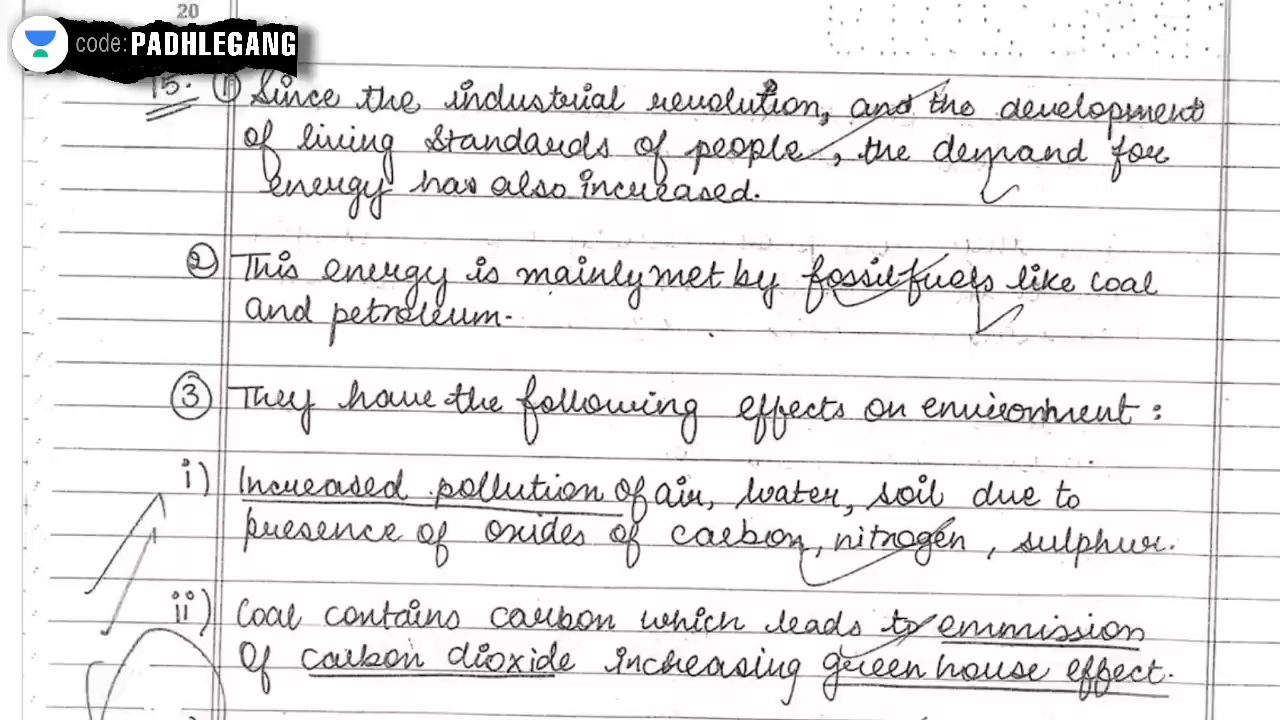 20
code: PADHLEGANG
15. ① Since the industrial revolution, and the development
of living standards of people, the demand for
energy has also increased.
② This energy is mainly met by fossil fuels like coal
and petroleum.
③ They have the following effects on environment :
i) Increased pollution of air, water, soil due to
presence of oxides of carbon, nitrogen, sulphur.
ii) Coal contains carbon which leads to emmission
of carbon dioxide increasing green house effect.